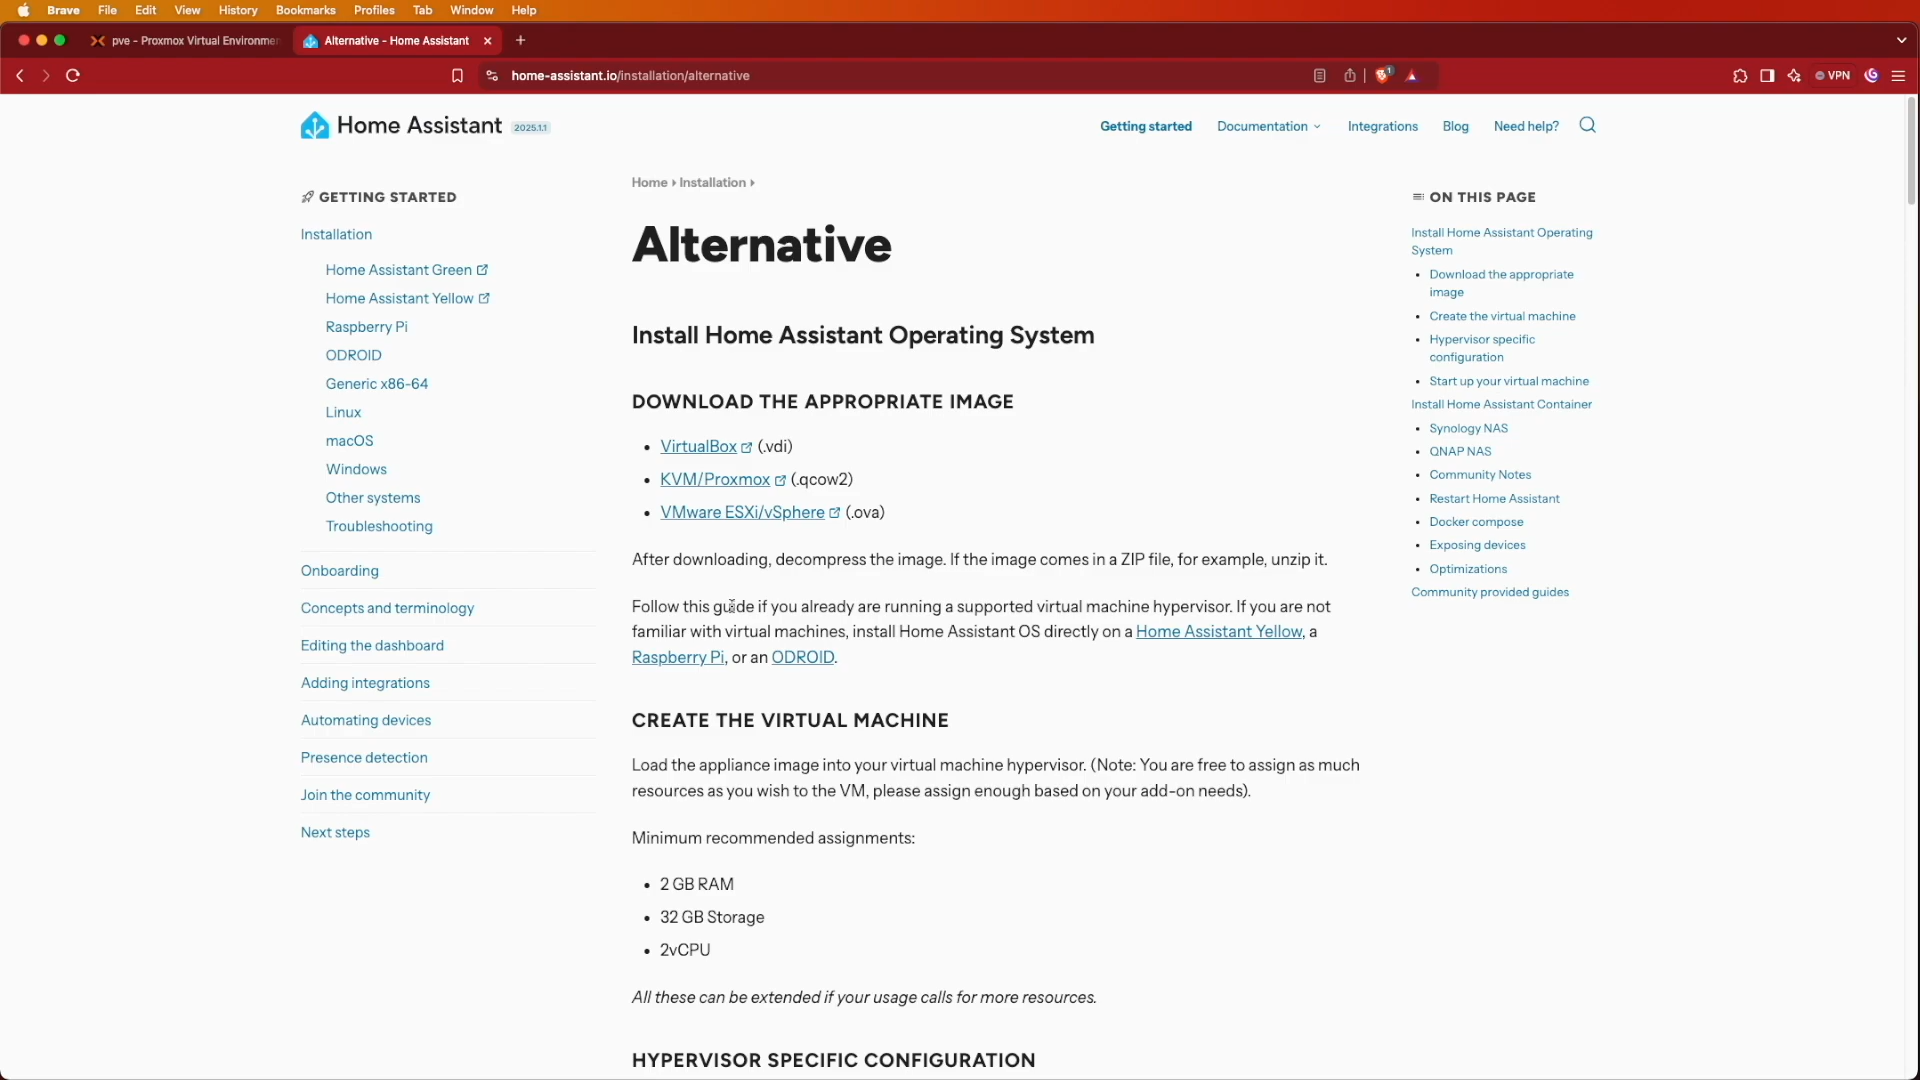 Brave File Edit View History Bookmarks Profiles Tab Window Help
pve - Proxmox Virtual Environmen
Alternative - Home Assistant
home-assistant.io/installation/alternative
1
VPN
Home Assistant 2025.1.1
Getting started Documentation Integrations Blog Need help?
GETTING STARTED
Installation
Home Assistant Green
Home Assistant Yellow
Raspberry Pi
ODROID
Generic x86-64
Linux
macOS
Windows
Other systems
Troubleshooting
Onboarding
Concepts and terminology
Editing the dashboard
Adding integrations
Automating devices
Presence detection
Join the community
Next steps
Home Installation
Alternative
Install Home Assistant Operating System
DOWNLOAD THE APPROPRIATE IMAGE
• VirtualBox (.vdi)
• KVM/Proxmox (.qcow2)
• VMware ESXi/vSphere (.ova)
After downloading, decompress the image. If the image comes in a ZIP file, for example, unzip it.
Follow this guide if you already are running a supported virtual machine hypervisor. If you are not
familiar with virtual machines, install Home Assistant OS directly on a Home Assistant Yellow, a
Raspberry Pi, or an ODROID.
CREATE THE VIRTUAL MACHINE
Load the appliance image into your virtual machine hypervisor. (Note: You are free to assign as much
resources as you wish to the VM, please assign enough based on your add-on needs).
Minimum recommended assignments:
• 2 GB RAM
• 32 GB Storage
• 2vCPU
All these can be extended if your usage calls for more resources.
HYPERVISOR SPECIFIC CONFIGURATION
ON THIS PAGE
Install Home Assistant Operating
System
• Download the appropriate
image
• Create the virtual machine
• Hypervisor specific
configuration
• Start up your virtual machine
Install Home Assistant Container
• Synology NAS
• QNAP NAS
• Community Notes
• Restart Home Assistant
• Docker compose
• Exposing devices
• Optimizations
Community provided guides